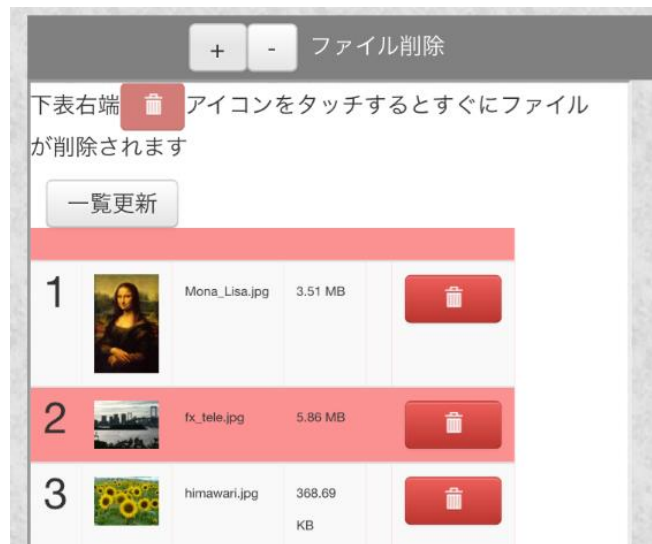 + - ファイル削除
下表右端 アイコンをタッチするとすぐにファイル
が削除されます
一覧更新
1 Mona_Lisa.jpg 3.51 MB
2 fx_tele.jpg 5.86 MB
3 himawari.jpg 368.69
KB